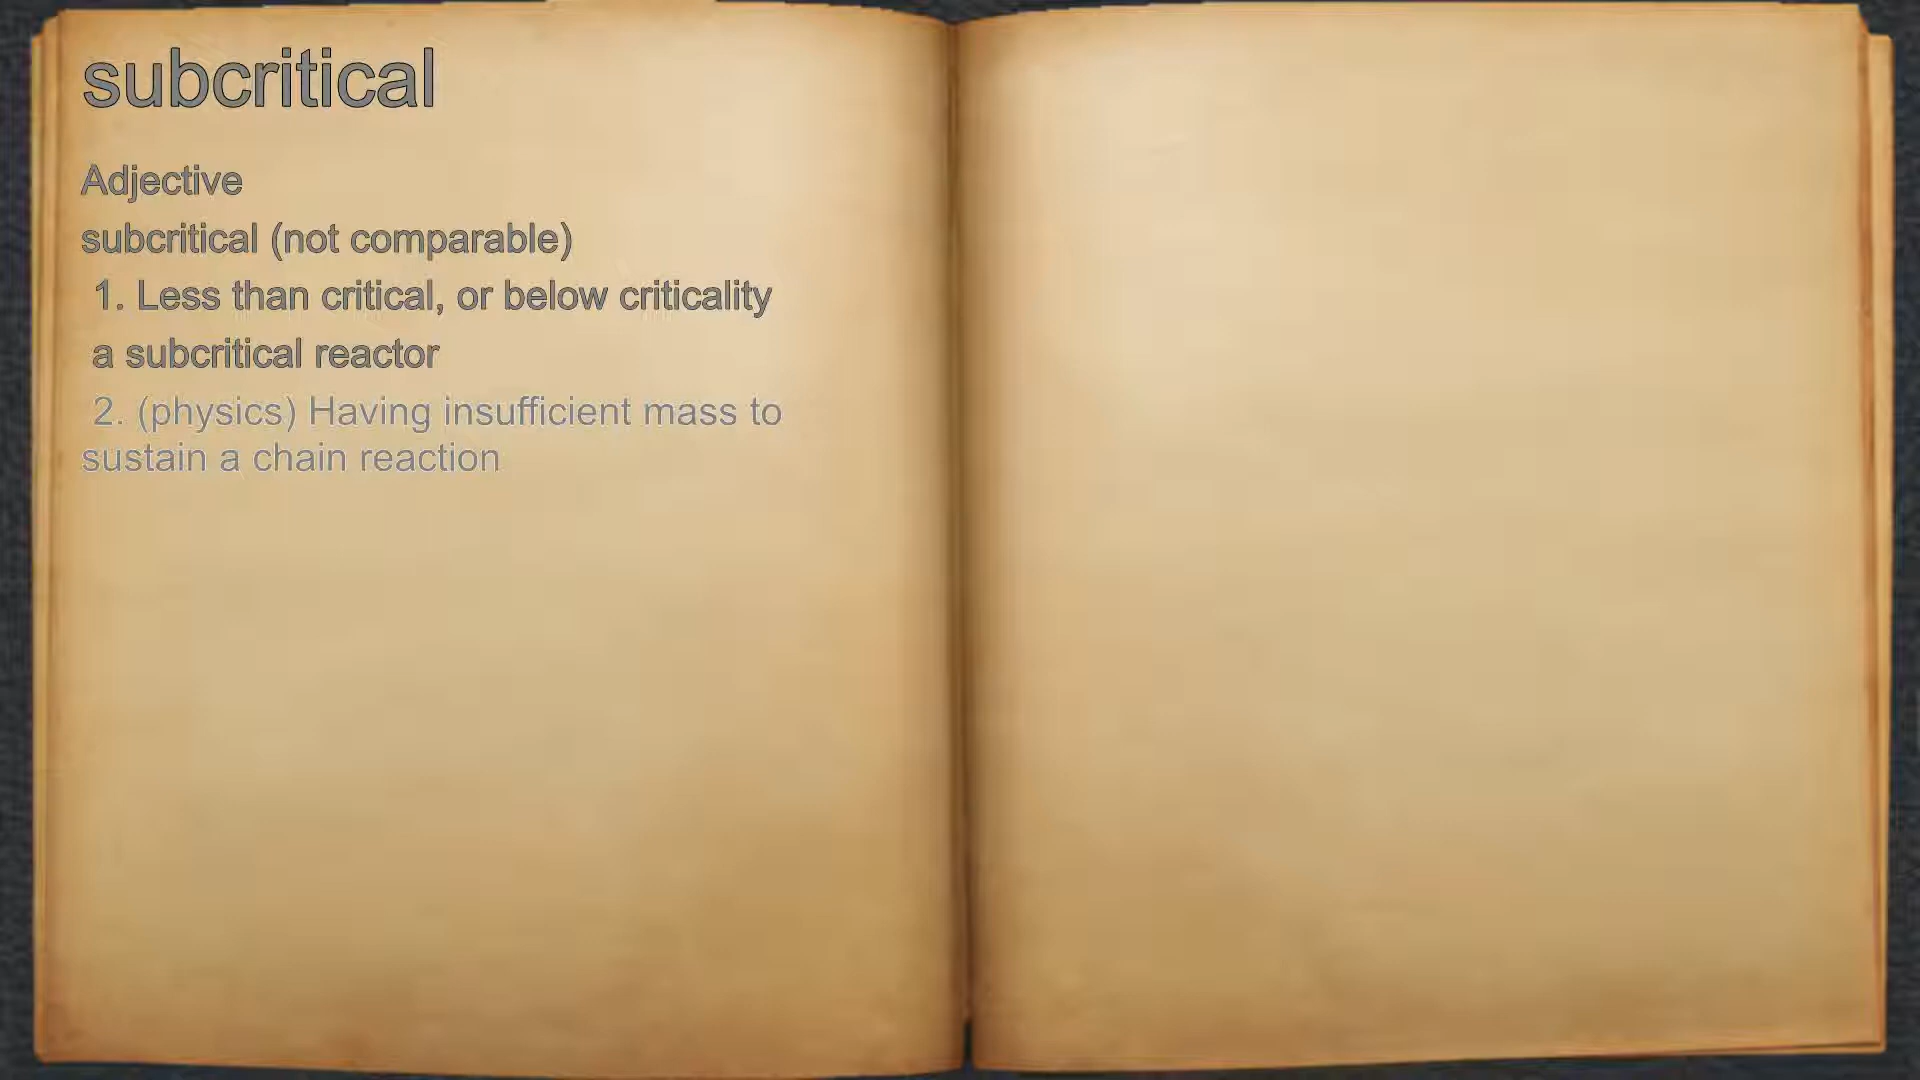 subcritical
Adjective
subcritical (not comparable)
1. Less than critical, or below criticality
a subcritical reactor
2. (physics) Having insufficient mass to
sustain a chain reaction